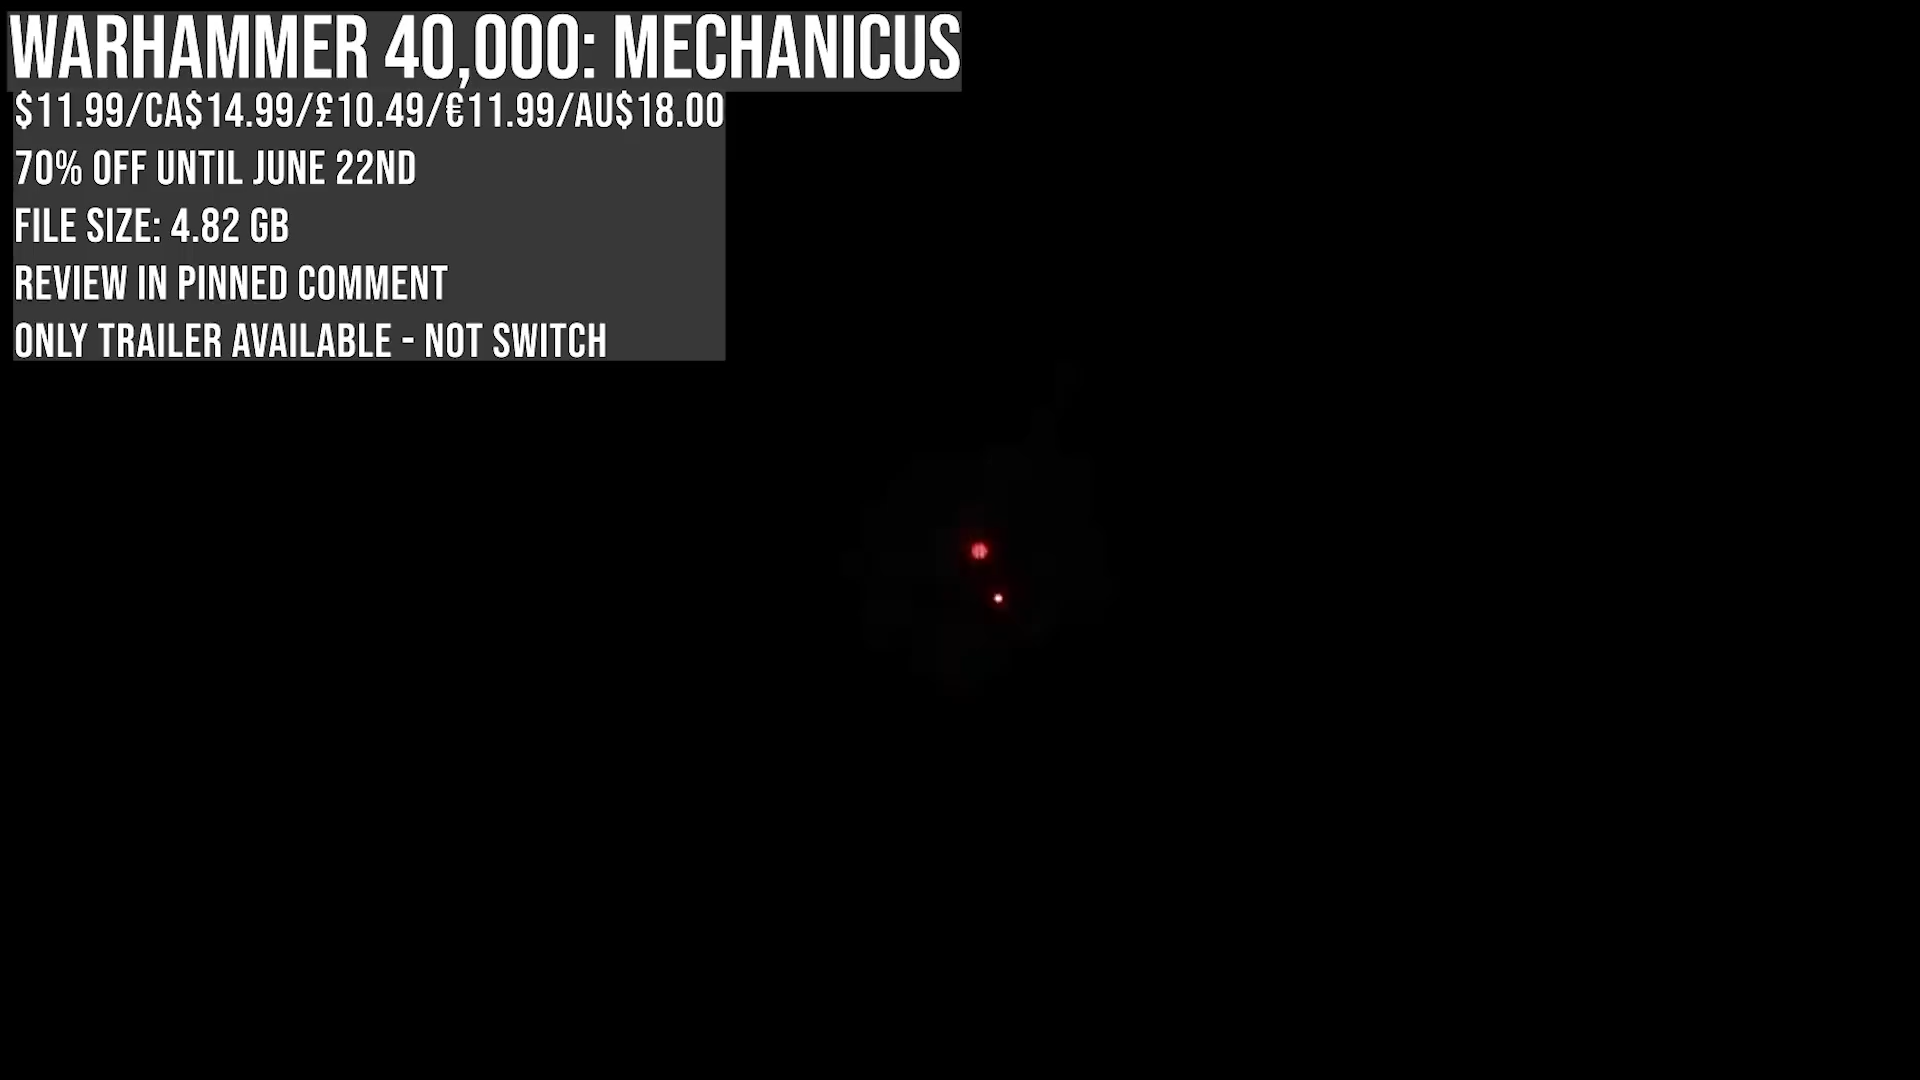 WARHAMMER 40,000: MECHANICUS
$11.99/CA$14.99/£10.49/€11.99/AU$18.00
70% OFF UNTIL JUNE 22ND
FILE SIZE: 4.82 GB
REVIEW IN PINNED COMMENT
ONLY TRAILER AVAILABLE - NOT SWITCH